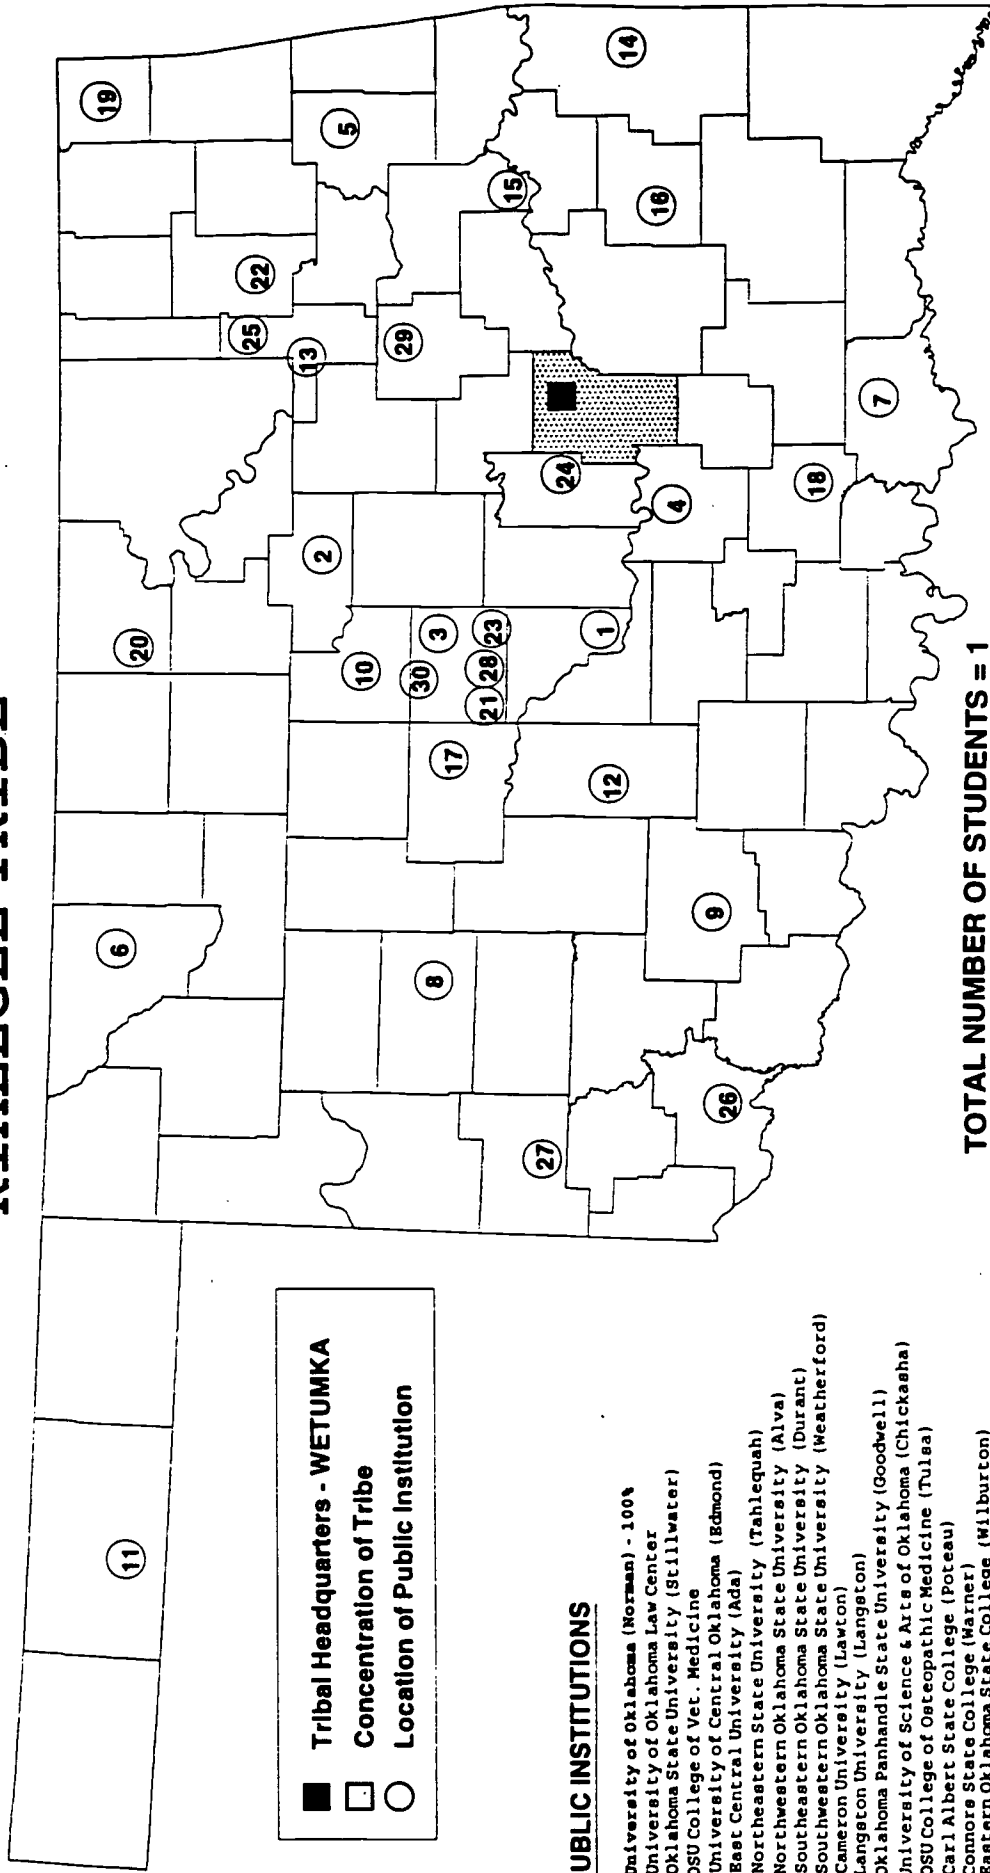 Tribal Headquarters - WETUMKA
Concentration of Tribe
Location of Public Institution
11
6
20
19
25
22
13
5
2
29
10
30
3
21
28
23
17
8
27
1
12
24
15
14
4
16
9
26
18
7
TOTAL NUMBER OF STUDENTS = 1
UBLIC INSTITUTIONS
University of Oklahoma (Norman) - 100%
University of Oklahoma Law Center
Oklahoma State University (Stillwater)
OSU College of Vet. Medicine
University of Central Oklahoma (Edmond)
East Central University (Ada)
Northeastern State University (Tahlequah)
Northwestern Oklahoma State University (Alva)
Southeastern Oklahoma State University (Durant)
Southwestern Oklahoma State University (Weatherford)
Cameron University (Lawton)
Langston University (Langston)
Oklahoma Panhandle State University (Goodwell)
University of Science & Arts of Oklahoma (Chickasha)
OSU College of Osteopathic Medicine (Tulsa)
Carl Albert State College (Poteau)
Connors State College (Warner)
Eastern Oklahoma State College (Wilburton)